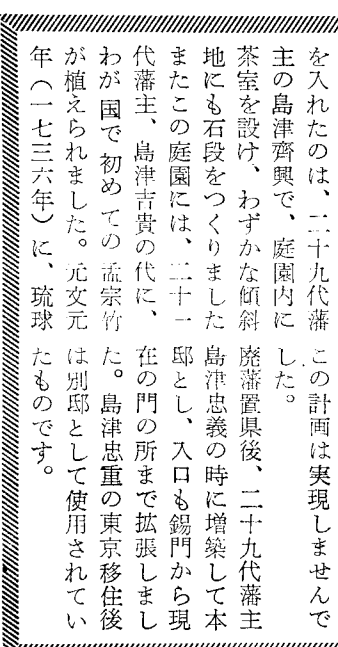 を入れたのは、二十九代藩
主の島津齊興で、庭園内に
茶室を設け、わずかな傾斜
地にも石段をつくりました
またこの庭園には、二十一
代藩主、島津吉貴の代に、
わが国で初めての孟宗竹
が植えられました。元文元
年(一七三六年)に、琉球
この計画は実現しませんで
した。
廃藩置県後、二十九代藩主
島津忠義の時に増築して本
邸とし、入口も錫門から現
在の門の所まで拡張しまし
た。島津忠重の東京移住後
は別邸として使用されてい
たものです。